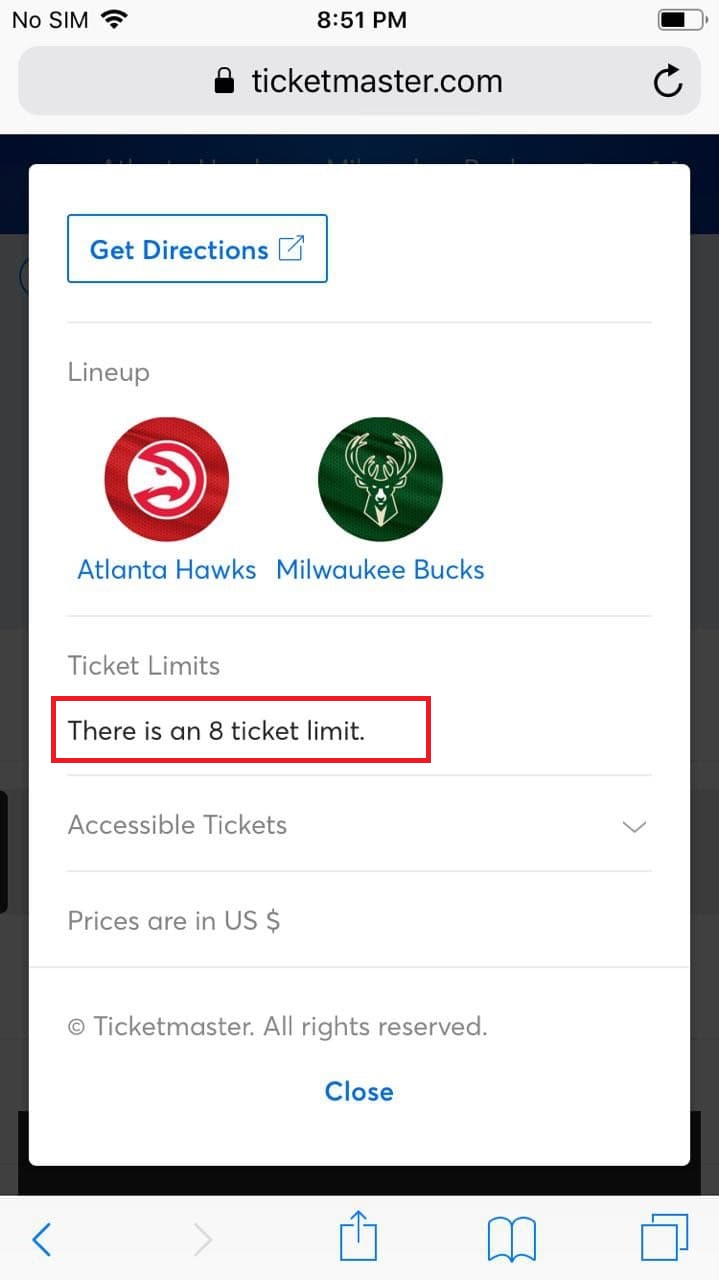 No SIM 8:51 PM
ticketmaster.com
Get Directions
Lineup
Atlanta Hawks Milwaukee Bucks
Ticket Limits
There is an 8 ticket limit.
Accessible Tickets
Prices are in US $
© Ticketmaster. All rights reserved.
Close